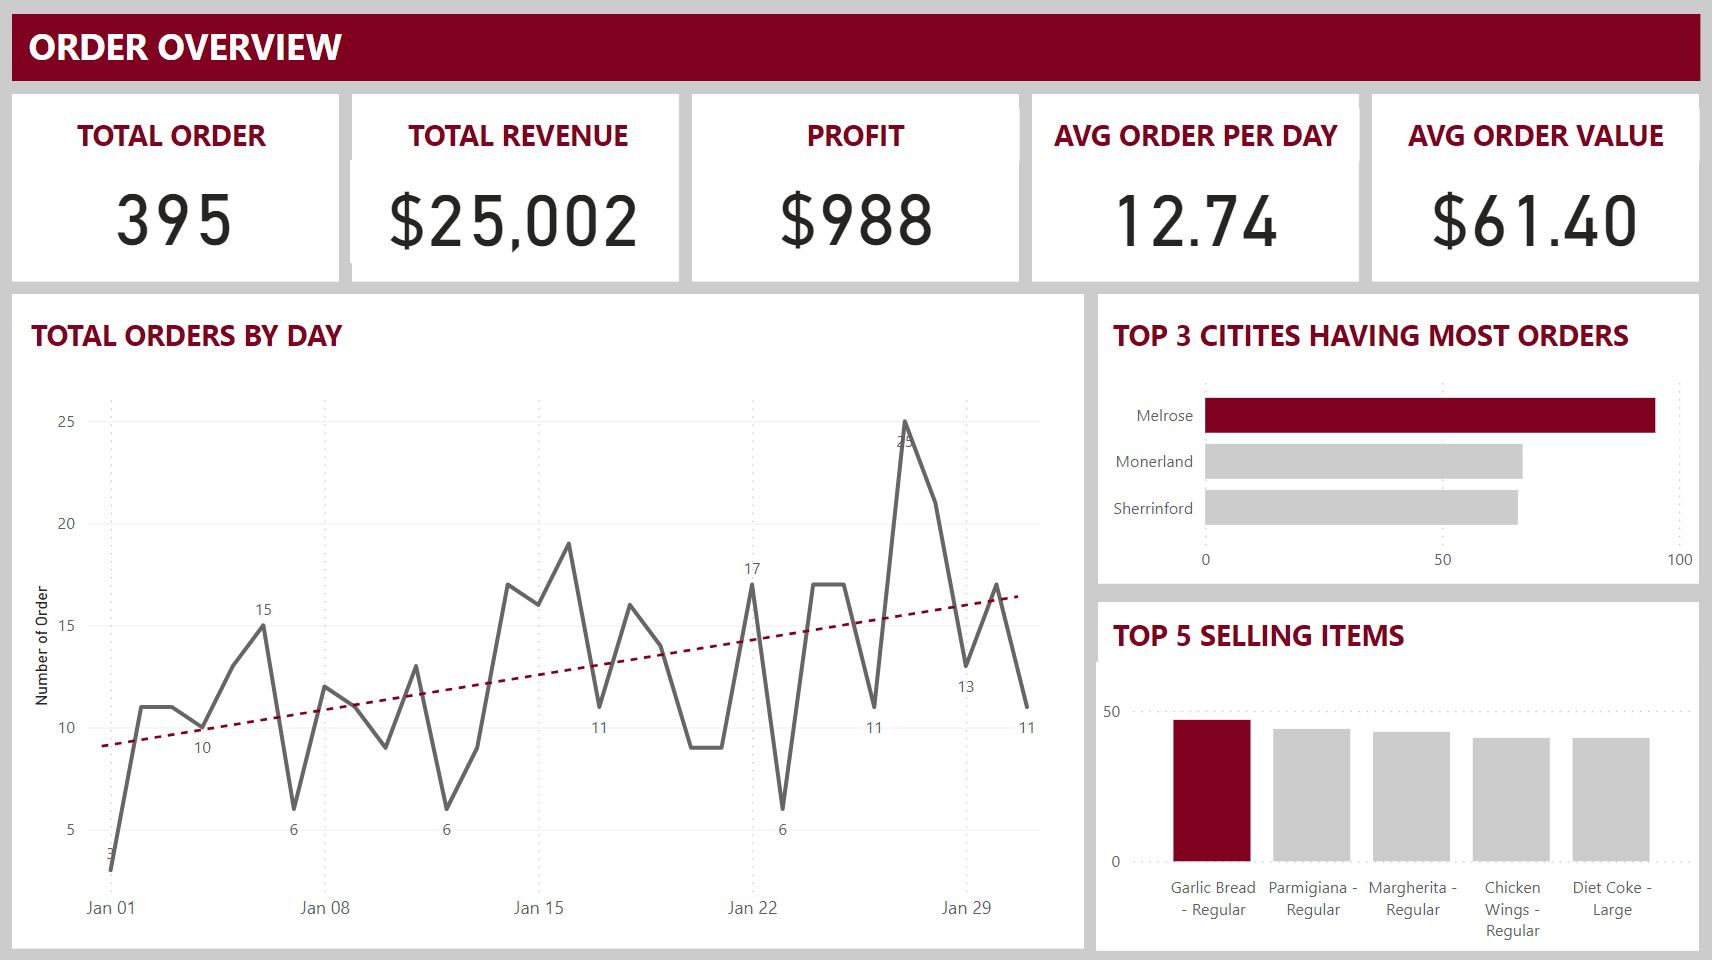 ORDER OVERVIEW
TOTAL ORDER
395
TOTAL REVENUE
$25,002
PROFIT
$988
AVG ORDER PER DAY
12.74
AVG ORDER VALUE
$61.40
TOTAL ORDERS BY DAY
Number of Order
25
20
15
10
5
3
10
15
6
6
11
17
6
11
25
13
11
Jan 01
Jan 08
Jan 15
Jan 22
Jan 29
TOP 3 CITITES HAVING MOST ORDERS
Melrose
Monerland
Sherrinford
0
50
100
TOP 5 SELLING ITEMS
50
0
Garlic Bread
- Regular
Parmigiana -
Regular
Margherita -
Regular
Chicken
Wings -
Regular
Diet Coke -
Large